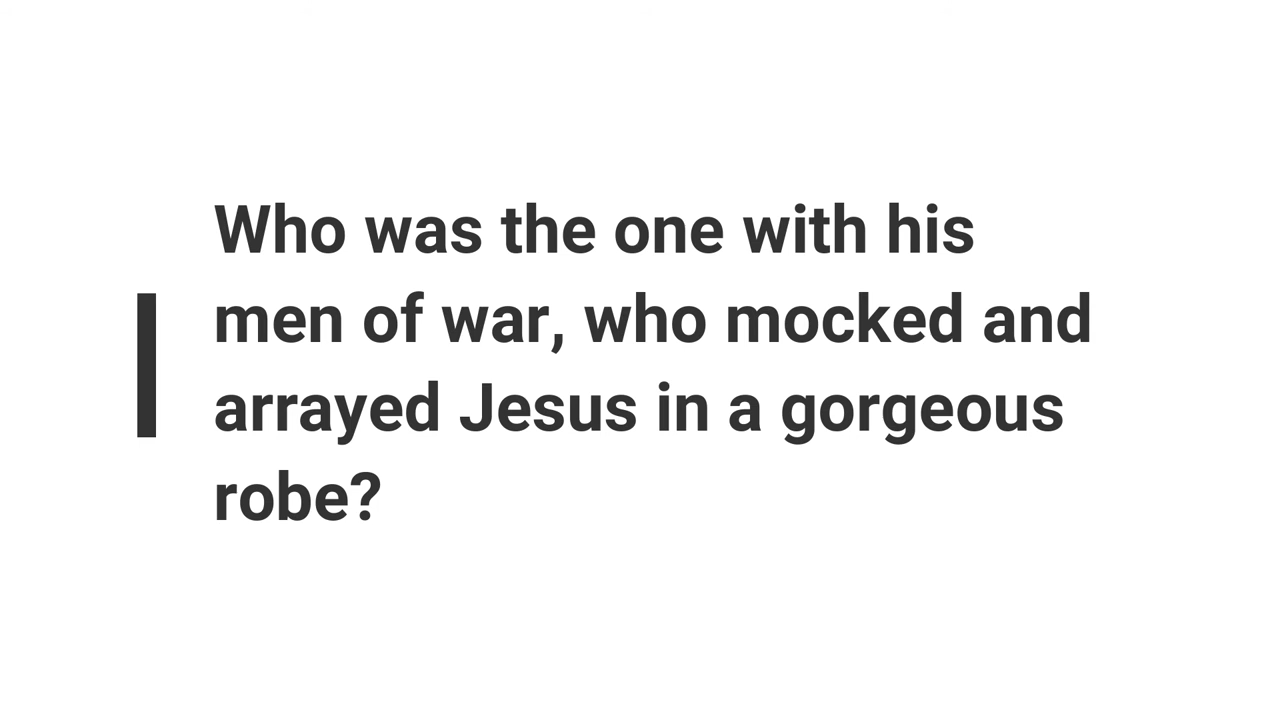 Who was the one with his
men of war, who mocked and
arrayed Jesus in a gorgeous
robe?